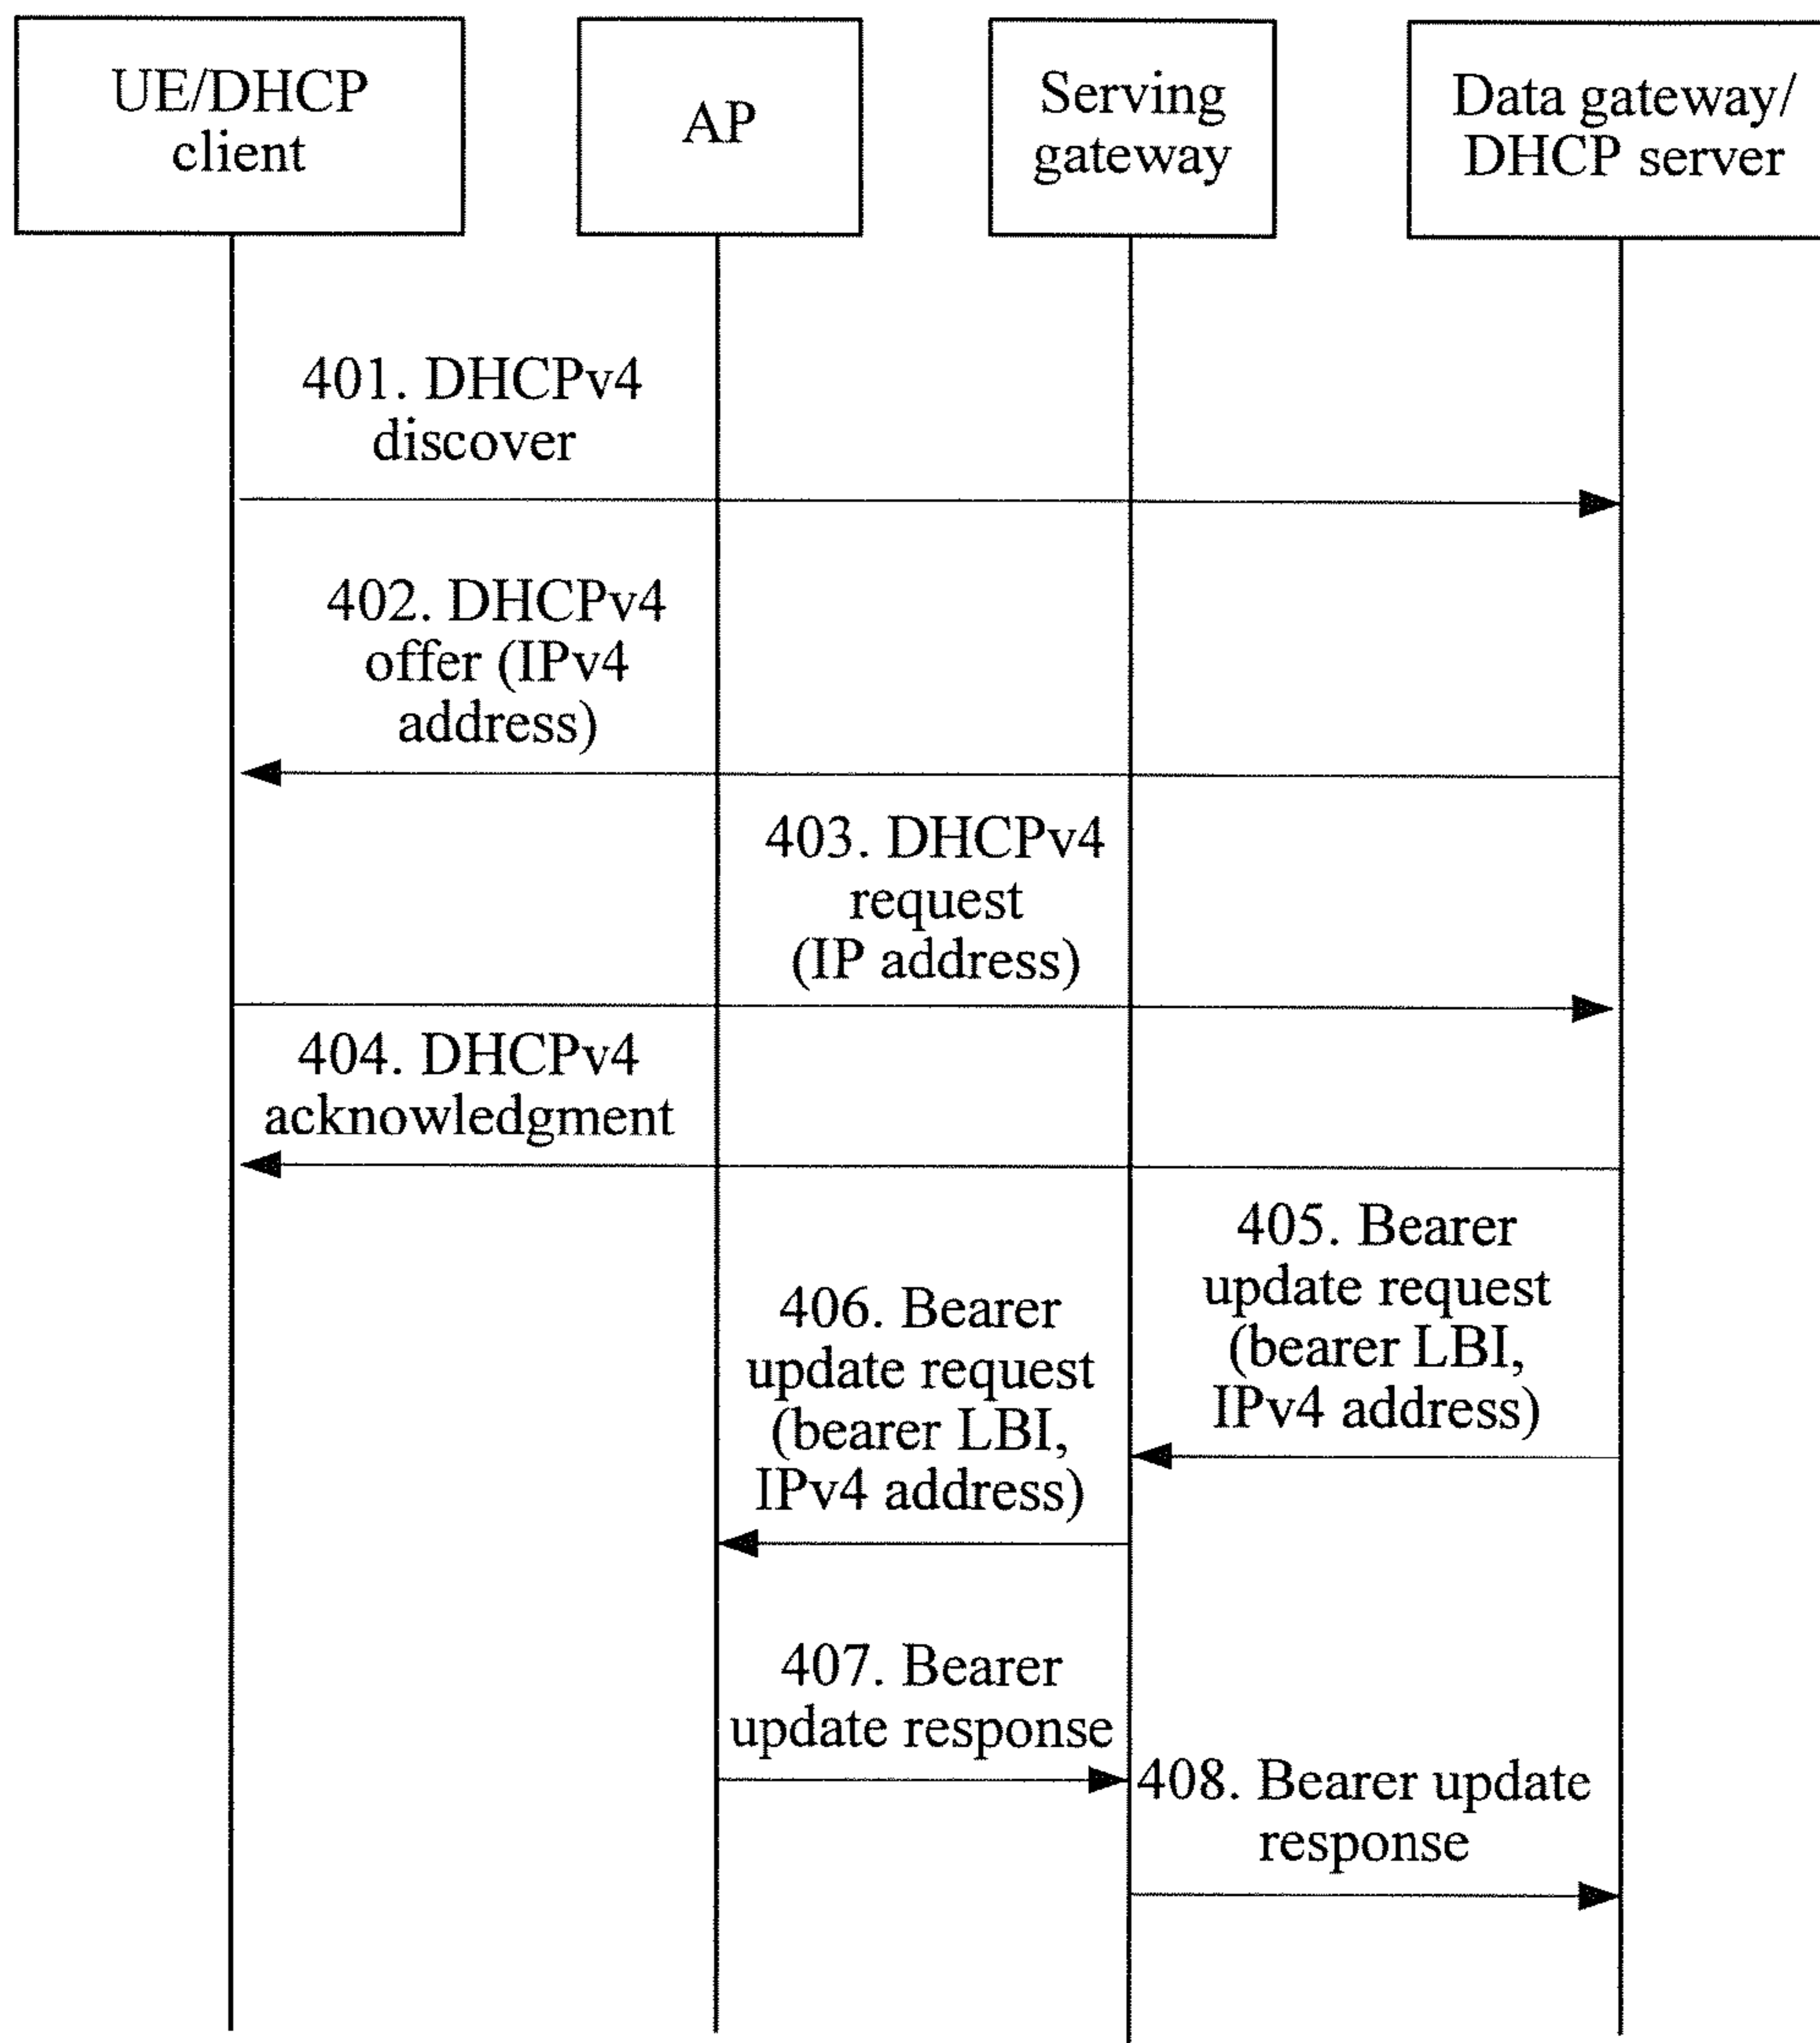 UE/DHCP
client
AP
Serving
gateway
Data gateway/
DHCP server
401. DHCPv4
discover
402. DHCPv4
offer (IPv4
address)
403. DHCPv4
request
(IP address)
404. DHCPv4
acknowledgment
405. Bearer
update request
(bearer LBI,
IPv4 address)
406. Bearer
update request
(bearer LBI,
IPv4 address)
407. Bearer
update response
408. Bearer update
response